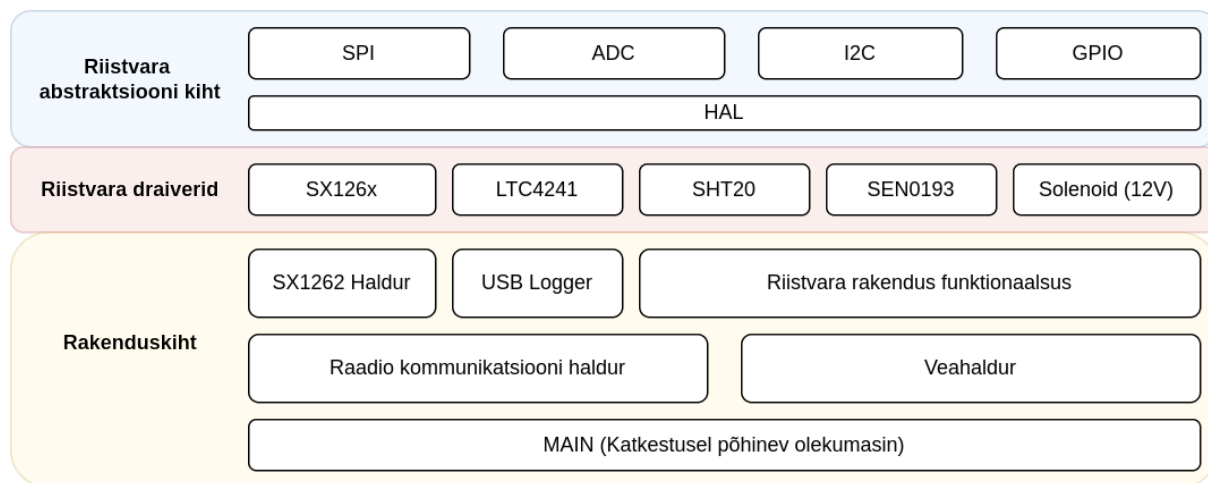 Riistvara
abstraktsiooni kiht
SPI
ADC
I2C
GPIO
HAL
Riistvara draiverid
SX126x
LTC4241
SHT20
SEN0193
Solenoid (12V)
Rakenduskiht
SX1262 Haldur
USB Logger
Riistvara rakendus funktionaalsus
Raadio kommunikatsiooni haldur
Veahaldur
MAIN (Katkestusel põhinev olekumasin)